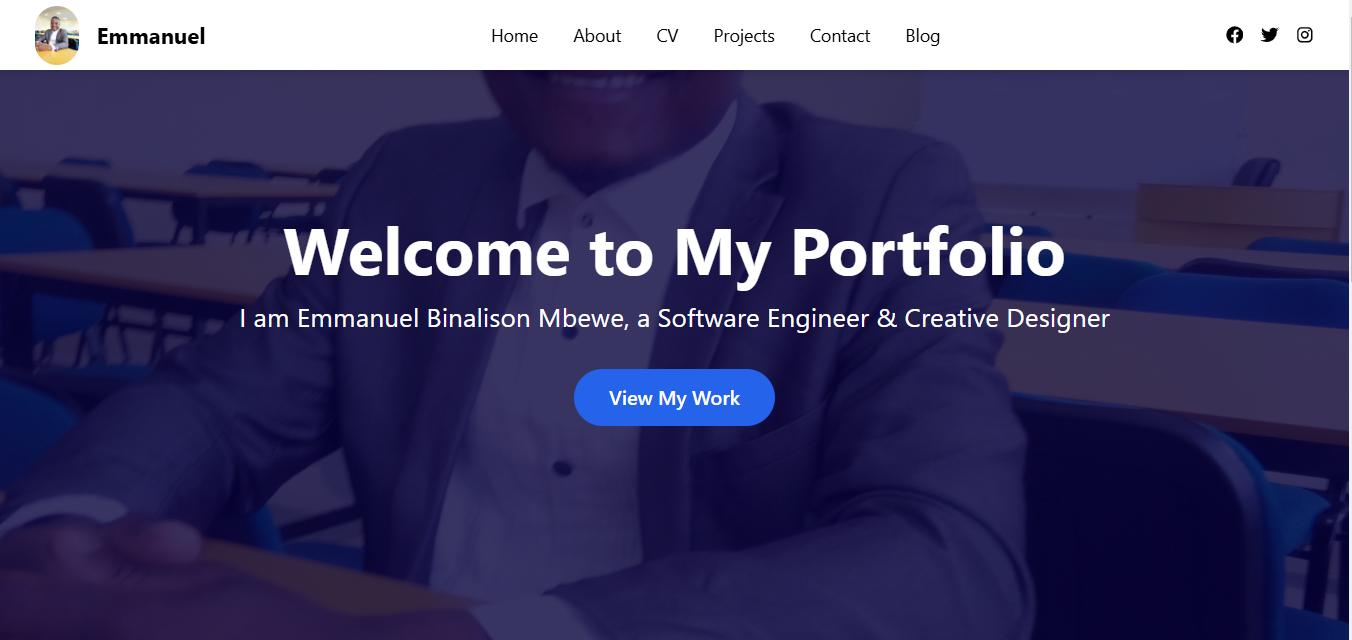 Emmanuel
Home About CV Projects Contact Blog
Welcome to My Portfolio
I am Emmanuel Binalison Mbewe, a Software Engineer & Creative Designer
View My Work